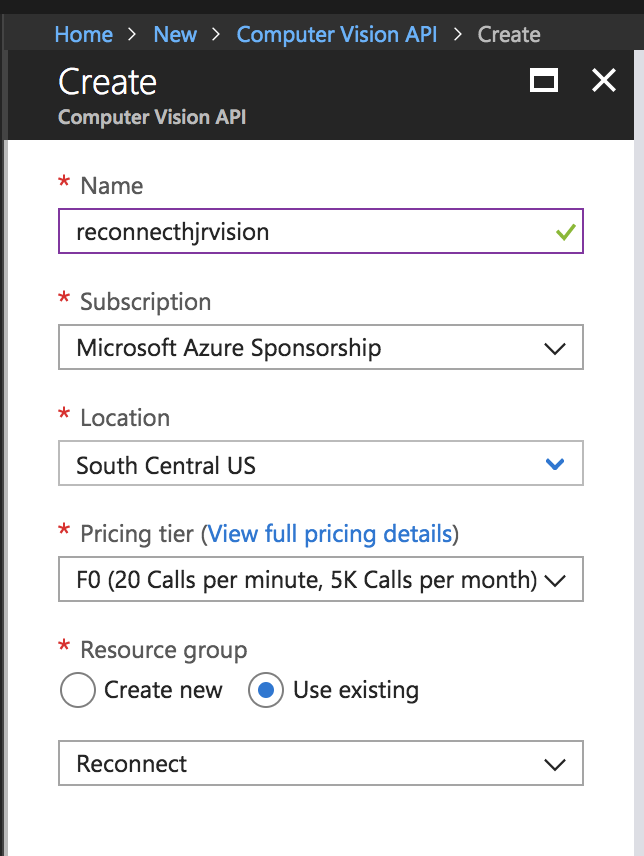 Home > New > Computer Vision API > Create
Create
Computer Vision API
* Name
reconnecthjrvision
* Subscription
Microsoft Azure Sponsorship
* Location
South Central US
* Pricing tier (View full pricing details)
F0 (20 Calls per minute, 5K Calls per month)
* Resource group
Create new Use existing
Reconnect